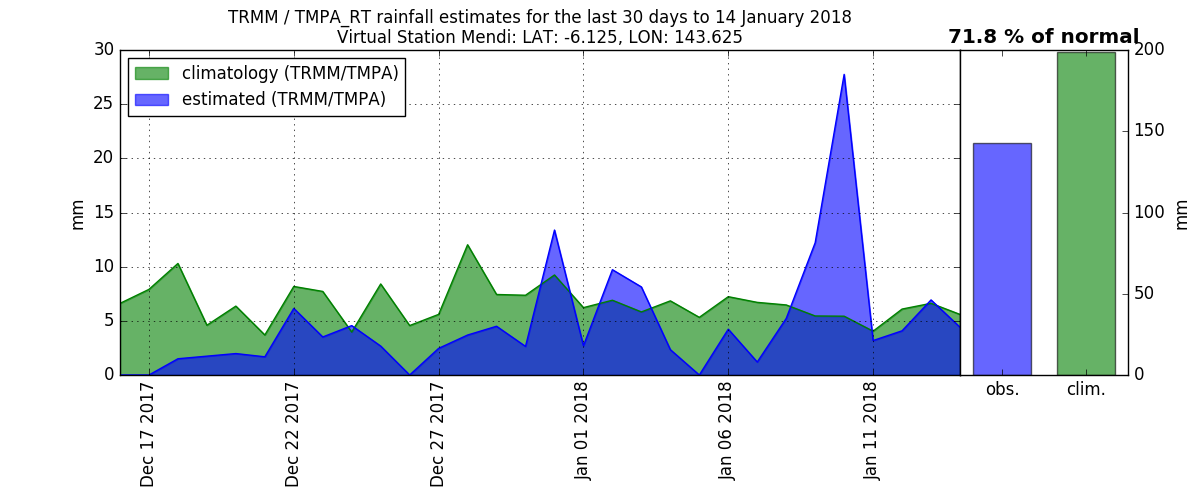 TRMM / TMPA_RT rainfall estimates for the last 30 days to 14 January 2018
Virtual Station Mendi: LAT: -6.125, LON: 143.625
71.8 % of normal
climatology (TRMM/TMPA)
estimated (TRMM/TMPA)
30
25
20
15
10
5
0
mm
Dec 17 2017
Dec 22 2017
Dec 27 2017
Jan 01 2018
Jan 06 2018
Jan 11 2018
200
150
100
50
0
mm
obs.
clim.